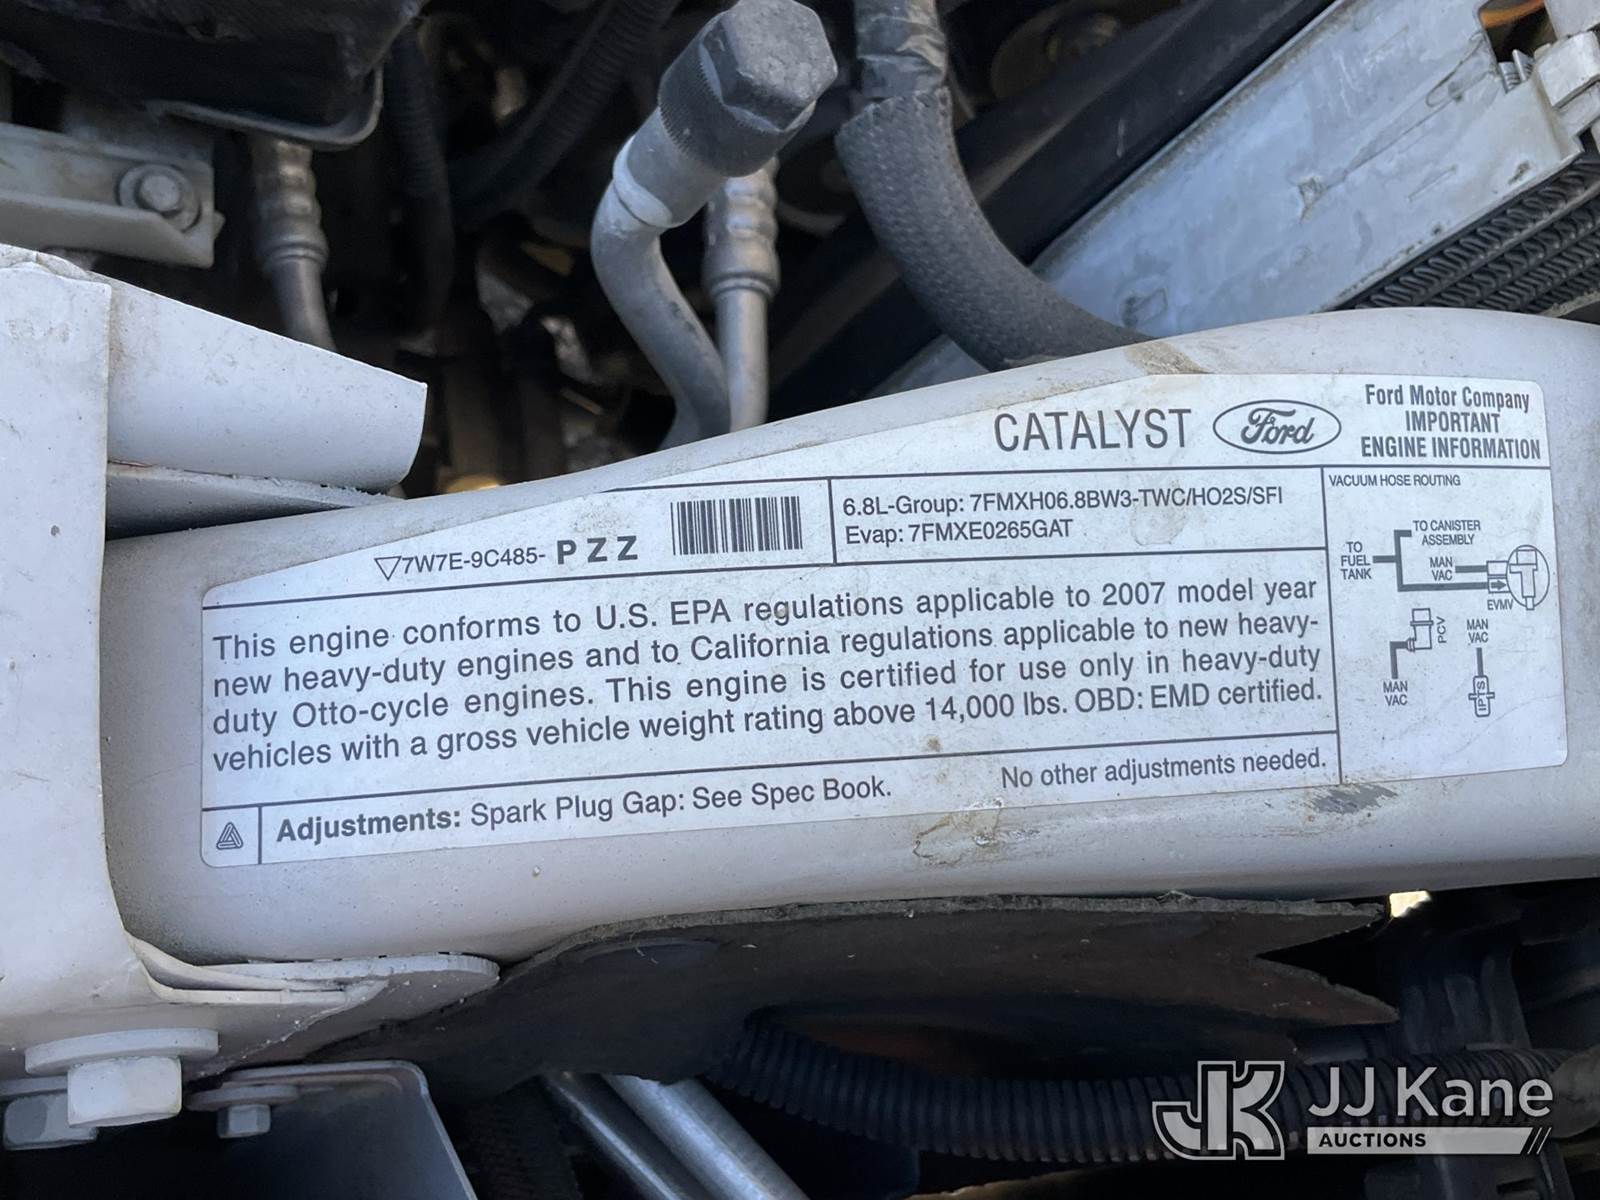 CATALYST
Ford
Ford Motor Company
IMPORTANT
ENGINE INFORMATION
7W7E-9C485- PZZ
6.8L-Group: 7FMXH06.8BW3-TWC/HO2S/SFI
Evap: 7FMXE0265GAT
This engine conforms to U.S. EPA regulations applicable to 2007 model year
new heavy-duty engines and to California regulations applicable to new heavy-
duty Otto-cycle engines. This engine is certified for use only in heavy-duty
vehicles with a gross vehicle weight rating above 14,000 lbs. OBD: EMD certified.
Adjustments: Spark Plug Gap: See Spec Book.
No other adjustments needed.
VACUUM HOSE ROUTING
TO CANISTER
ASSEMBLY
TO
FUEL
TANK
MAN
VAC
EVMV
PCV
MAN
VAC
MAN
VAC
IPTS
JK JJ Kane
AUCTIONS